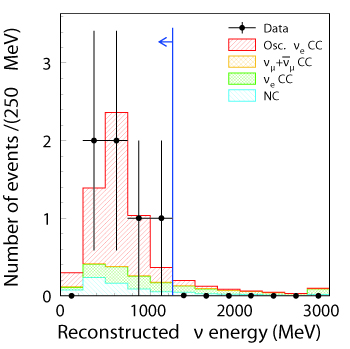 Data
Osc. νe CC
νμ+ν̅μ CC
νe CC
NC
Number of events /(250 MeV)
3
2
1
0
0 1000 2000 3000
Reconstructed ν energy (MeV)